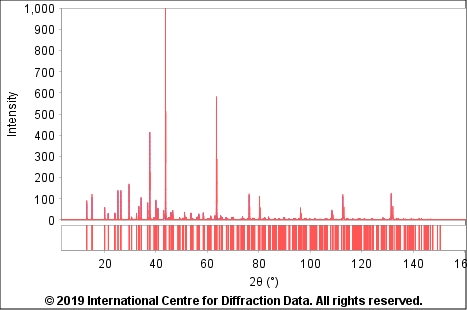 1,000
900
800
700
600
500
400
300
200
100
0
Intensity
20 40 60 80 100 120 140 16
2θ (°)
© 2019 International Centre for Diffraction Data. All rights reserved.